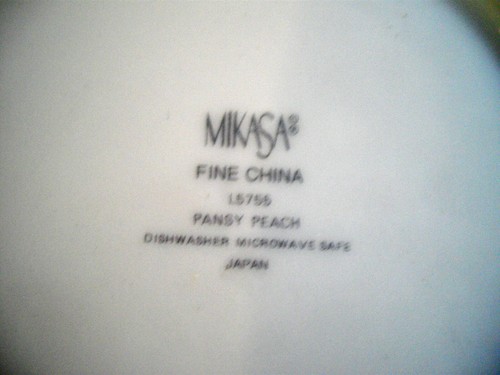 MIKASA®
FINE CHINA
L5755
PANSY PEACH
DISHWASHER MICROWAVE SAFE
JAPAN